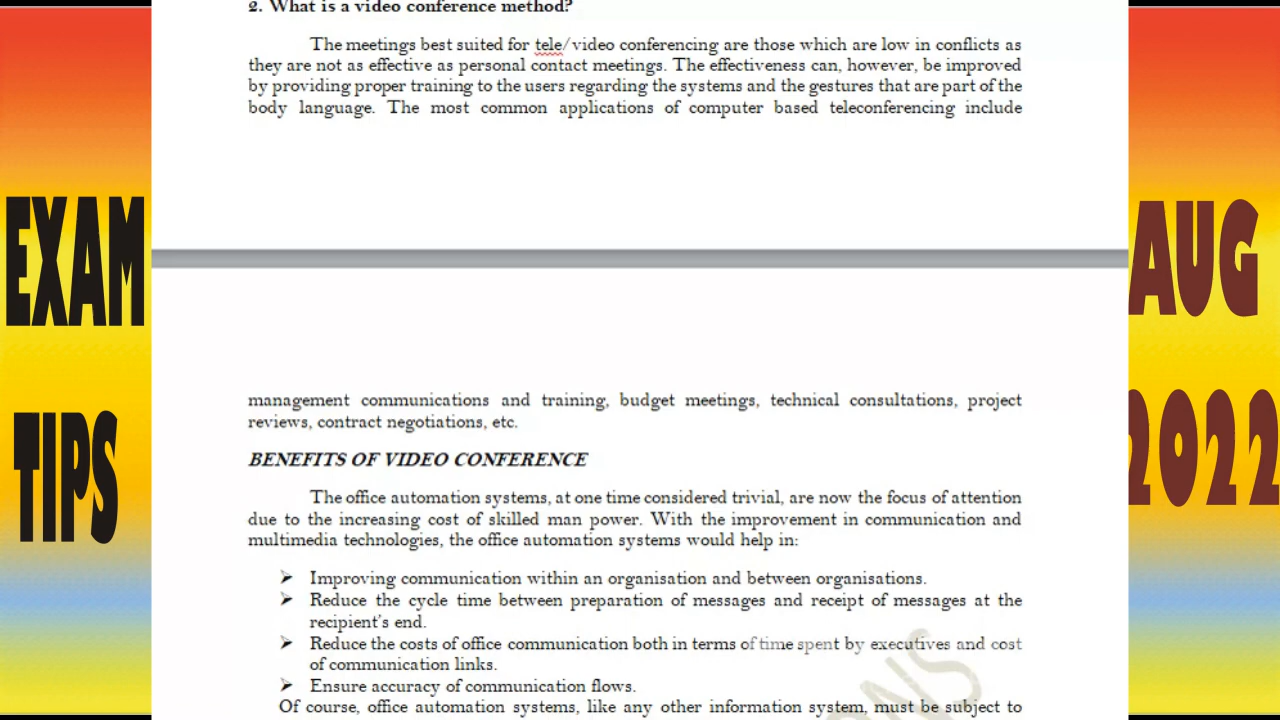 2. What is a video conference method?
The meetings best suited for tele/video conferencing are those which are low in conflicts as
they are not as effective as personal contact meetings. The effectiveness can, however, be improved
by providing proper training to the users regarding the systems and the gestures that are part of the
body language. The most common applications of computer based teleconferencing include
EXAM
TIPS
AUG
2022
management communications and training, budget meetings, technical consultations, project
reviews, contract negotiations, etc.
BENEFITS OF VIDEO CONFERENCE
The office automation systems, at one time considered trivial, are now the focus of attention
due to the increasing cost of skilled man power. With the improvement in communication and
multimedia technologies, the office automation systems would help in:
➤ Improving communication within an organisation and between organisations.
➤ Reduce the cycle time between preparation of messages and receipt of messages at the
recipient's end.
➤ Reduce the costs of office communication both in terms of time spent by executives and cost
of communication links.
➤ Ensure accuracy of communication flows.
Of course, office automation systems, like any other information system, must be subject to